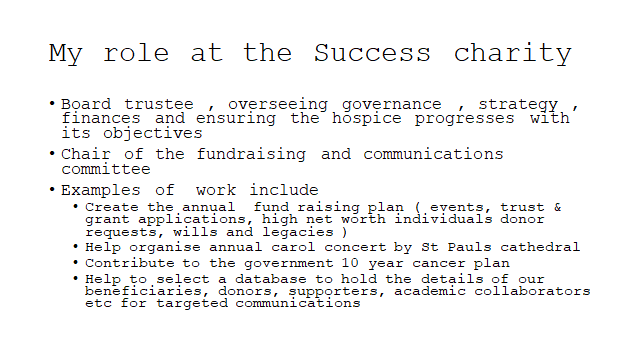 My role at the Success charity
• Board trustee , overseeing governance , strategy ,
finances and ensuring the hospice progresses with
its objectives
• Chair of the fundraising and communications
committee
• Examples of work include
• Create the annual fund raising plan ( events, trust &
grant applications, high net worth individuals donor
requests, wills and legacies )
• Help organise annual carol concert by St Pauls cathedral
• Contribute to the government 10 year cancer plan
• Help to select a database to hold the details of our
beneficiaries, donors, supporters, academic collaborators
etc for targeted communications